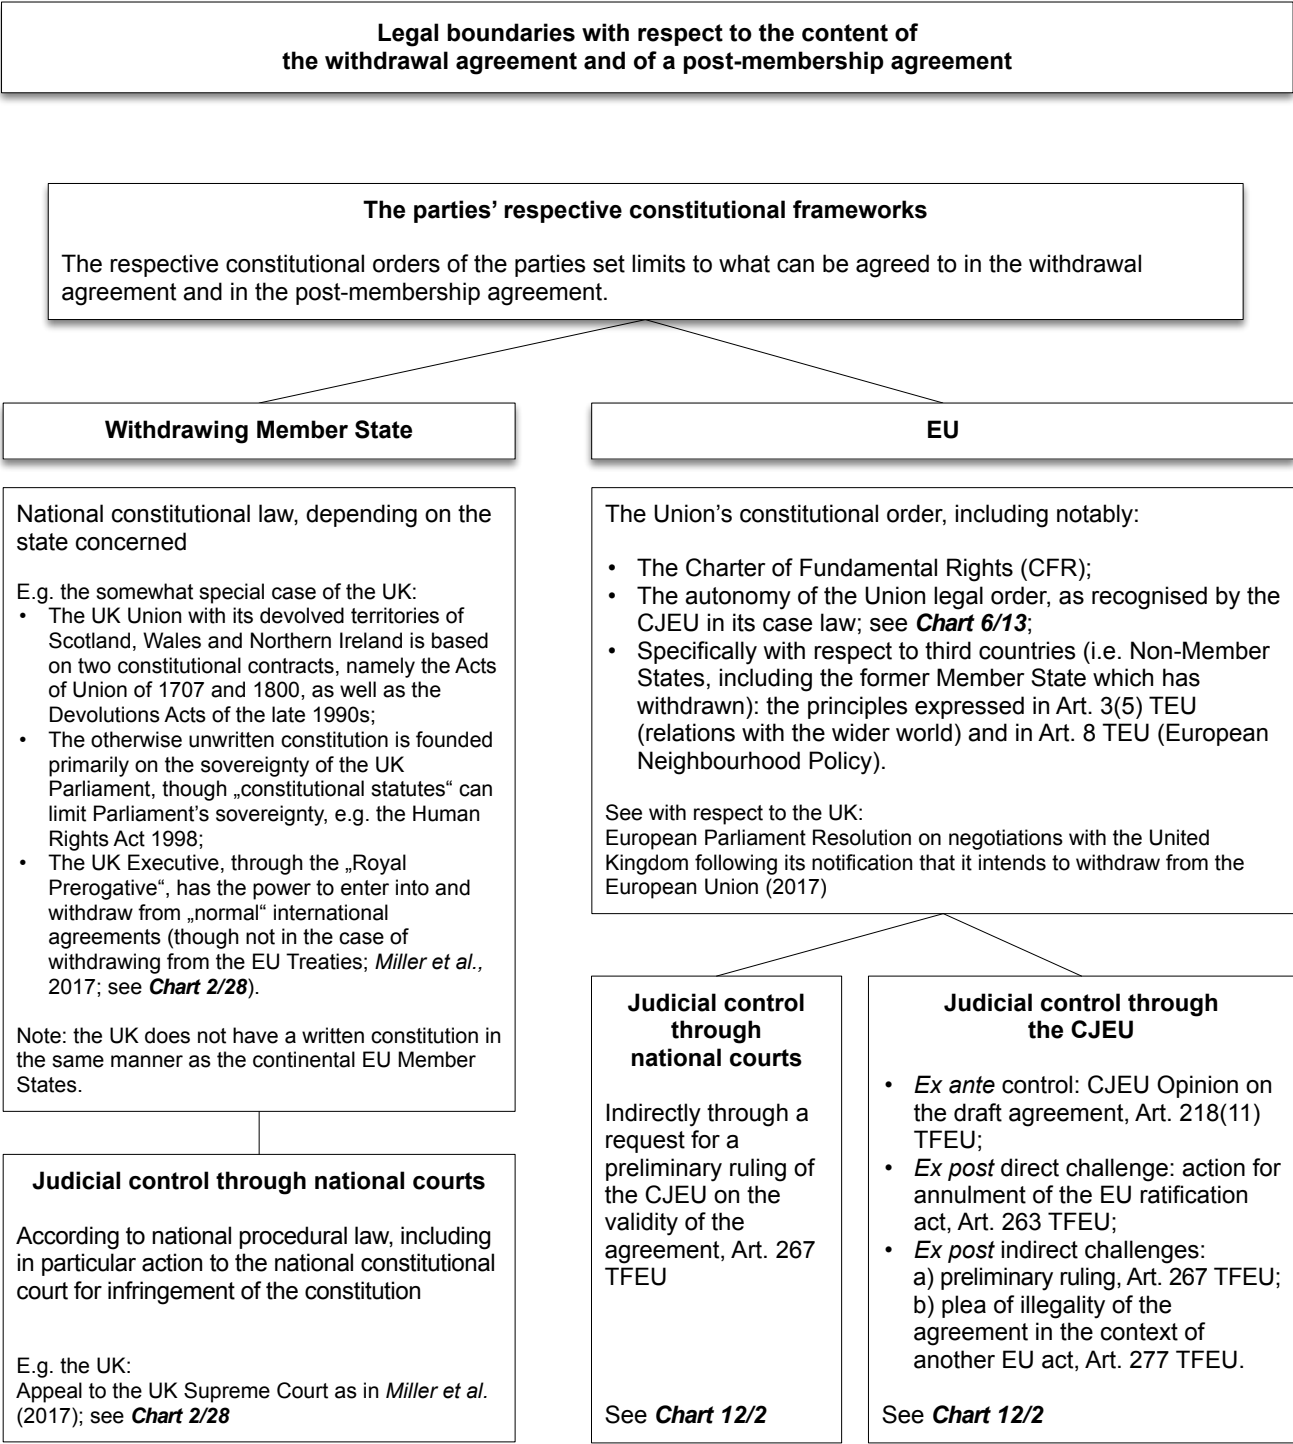 Legal boundaries with respect to the content of
the withdrawal agreement and of a post-membership agreement
The parties’ respective constitutional frameworks
The respective constitutional orders of the parties set limits to what can be agreed to in the withdrawal
agreement and in the post-membership agreement.
Withdrawing Member State
National constitutional law, depending on the
state concerned
E.g. the somewhat special case of the UK:
• The UK Union with its devolved territories of
Scotland, Wales and Northern Ireland is based
on two constitutional contracts, namely the Acts
of Union of 1707 and 1800, as well as the
Devolutions Acts of the late 1990s;
• The otherwise unwritten constitution is founded
primarily on the sovereignty of the UK
Parliament, though „constitutional statutes“ can
limit Parliament’s sovereignty, e.g. the Human
Rights Act 1998;
• The UK Executive, through the „Royal
Prerogative“, has the power to enter into and
withdraw from „normal“ international
agreements (though not in the case of
withdrawing from the EU Treaties; Miller et al.,
2017; see Chart 2/28).
Note: the UK does not have a written constitution in
the same manner as the continental EU Member
States.
Judicial control through national courts
According to national procedural law, including
in particular action to the national constitutional
court for infringement of the constitution
E.g. the UK:
Appeal to the UK Supreme Court as in Miller et al.
(2017); see Chart 2/28
EU
The Union’s constitutional order, including notably:
• The Charter of Fundamental Rights (CFR);
• The autonomy of the Union legal order, as recognised by the
CJEU in its case law; see Chart 6/13;
• Specifically with respect to third countries (i.e. Non-Member
States, including the former Member State which has
withdrawn): the principles expressed in Art. 3(5) TEU
(relations with the wider world) and in Art. 8 TEU (European
Neighbourhood Policy).
See with respect to the UK:
European Parliament Resolution on negotiations with the United
Kingdom following its notification that it intends to withdraw from the
European Union (2017)
Judicial control
through
national courts
Indirectly through a
request for a
preliminary ruling of
the CJEU on the
validity of the
agreement, Art. 267
TFEU
See Chart 12/2
Judicial control through
the CJEU
• Ex ante control: CJEU Opinion on
the draft agreement, Art. 218(11)
TFEU;
• Ex post direct challenge: action for
annulment of the EU ratification
act, Art. 263 TFEU;
• Ex post indirect challenges:
a) preliminary ruling, Art. 267 TFEU;
b) plea of illegality of the
agreement in the context of
another EU act, Art. 277 TFEU.
See Chart 12/2